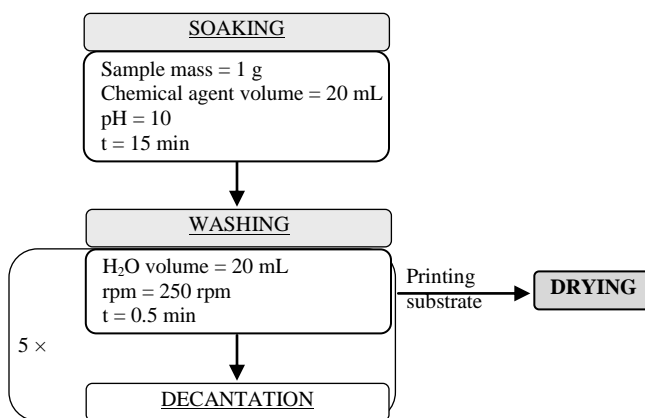 SOAKING
Sample mass = 1 g
Chemical agent volume = 20 mL
pH = 10
t = 15 min
WASHING
H₂O volume = 20 mL
rpm = 250 rpm
t = 0.5 min
Printing
substrate
DRYING
5 ×
DECANTATION